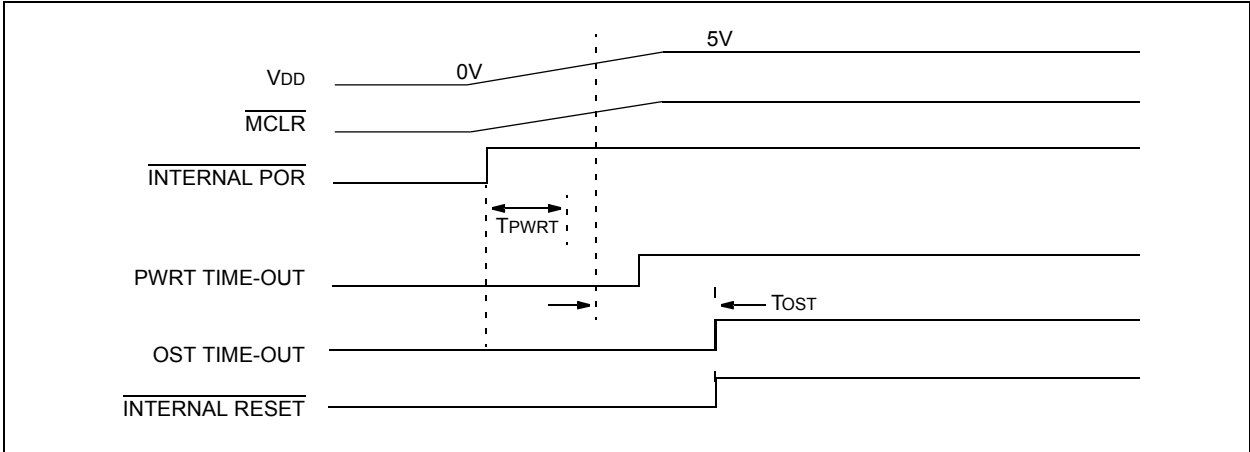 5V
VDD
0V
MCLR
INTERNAL POR
TPWRT
PWRT TIME-OUT
TOST
OST TIME-OUT
INTERNAL RESET